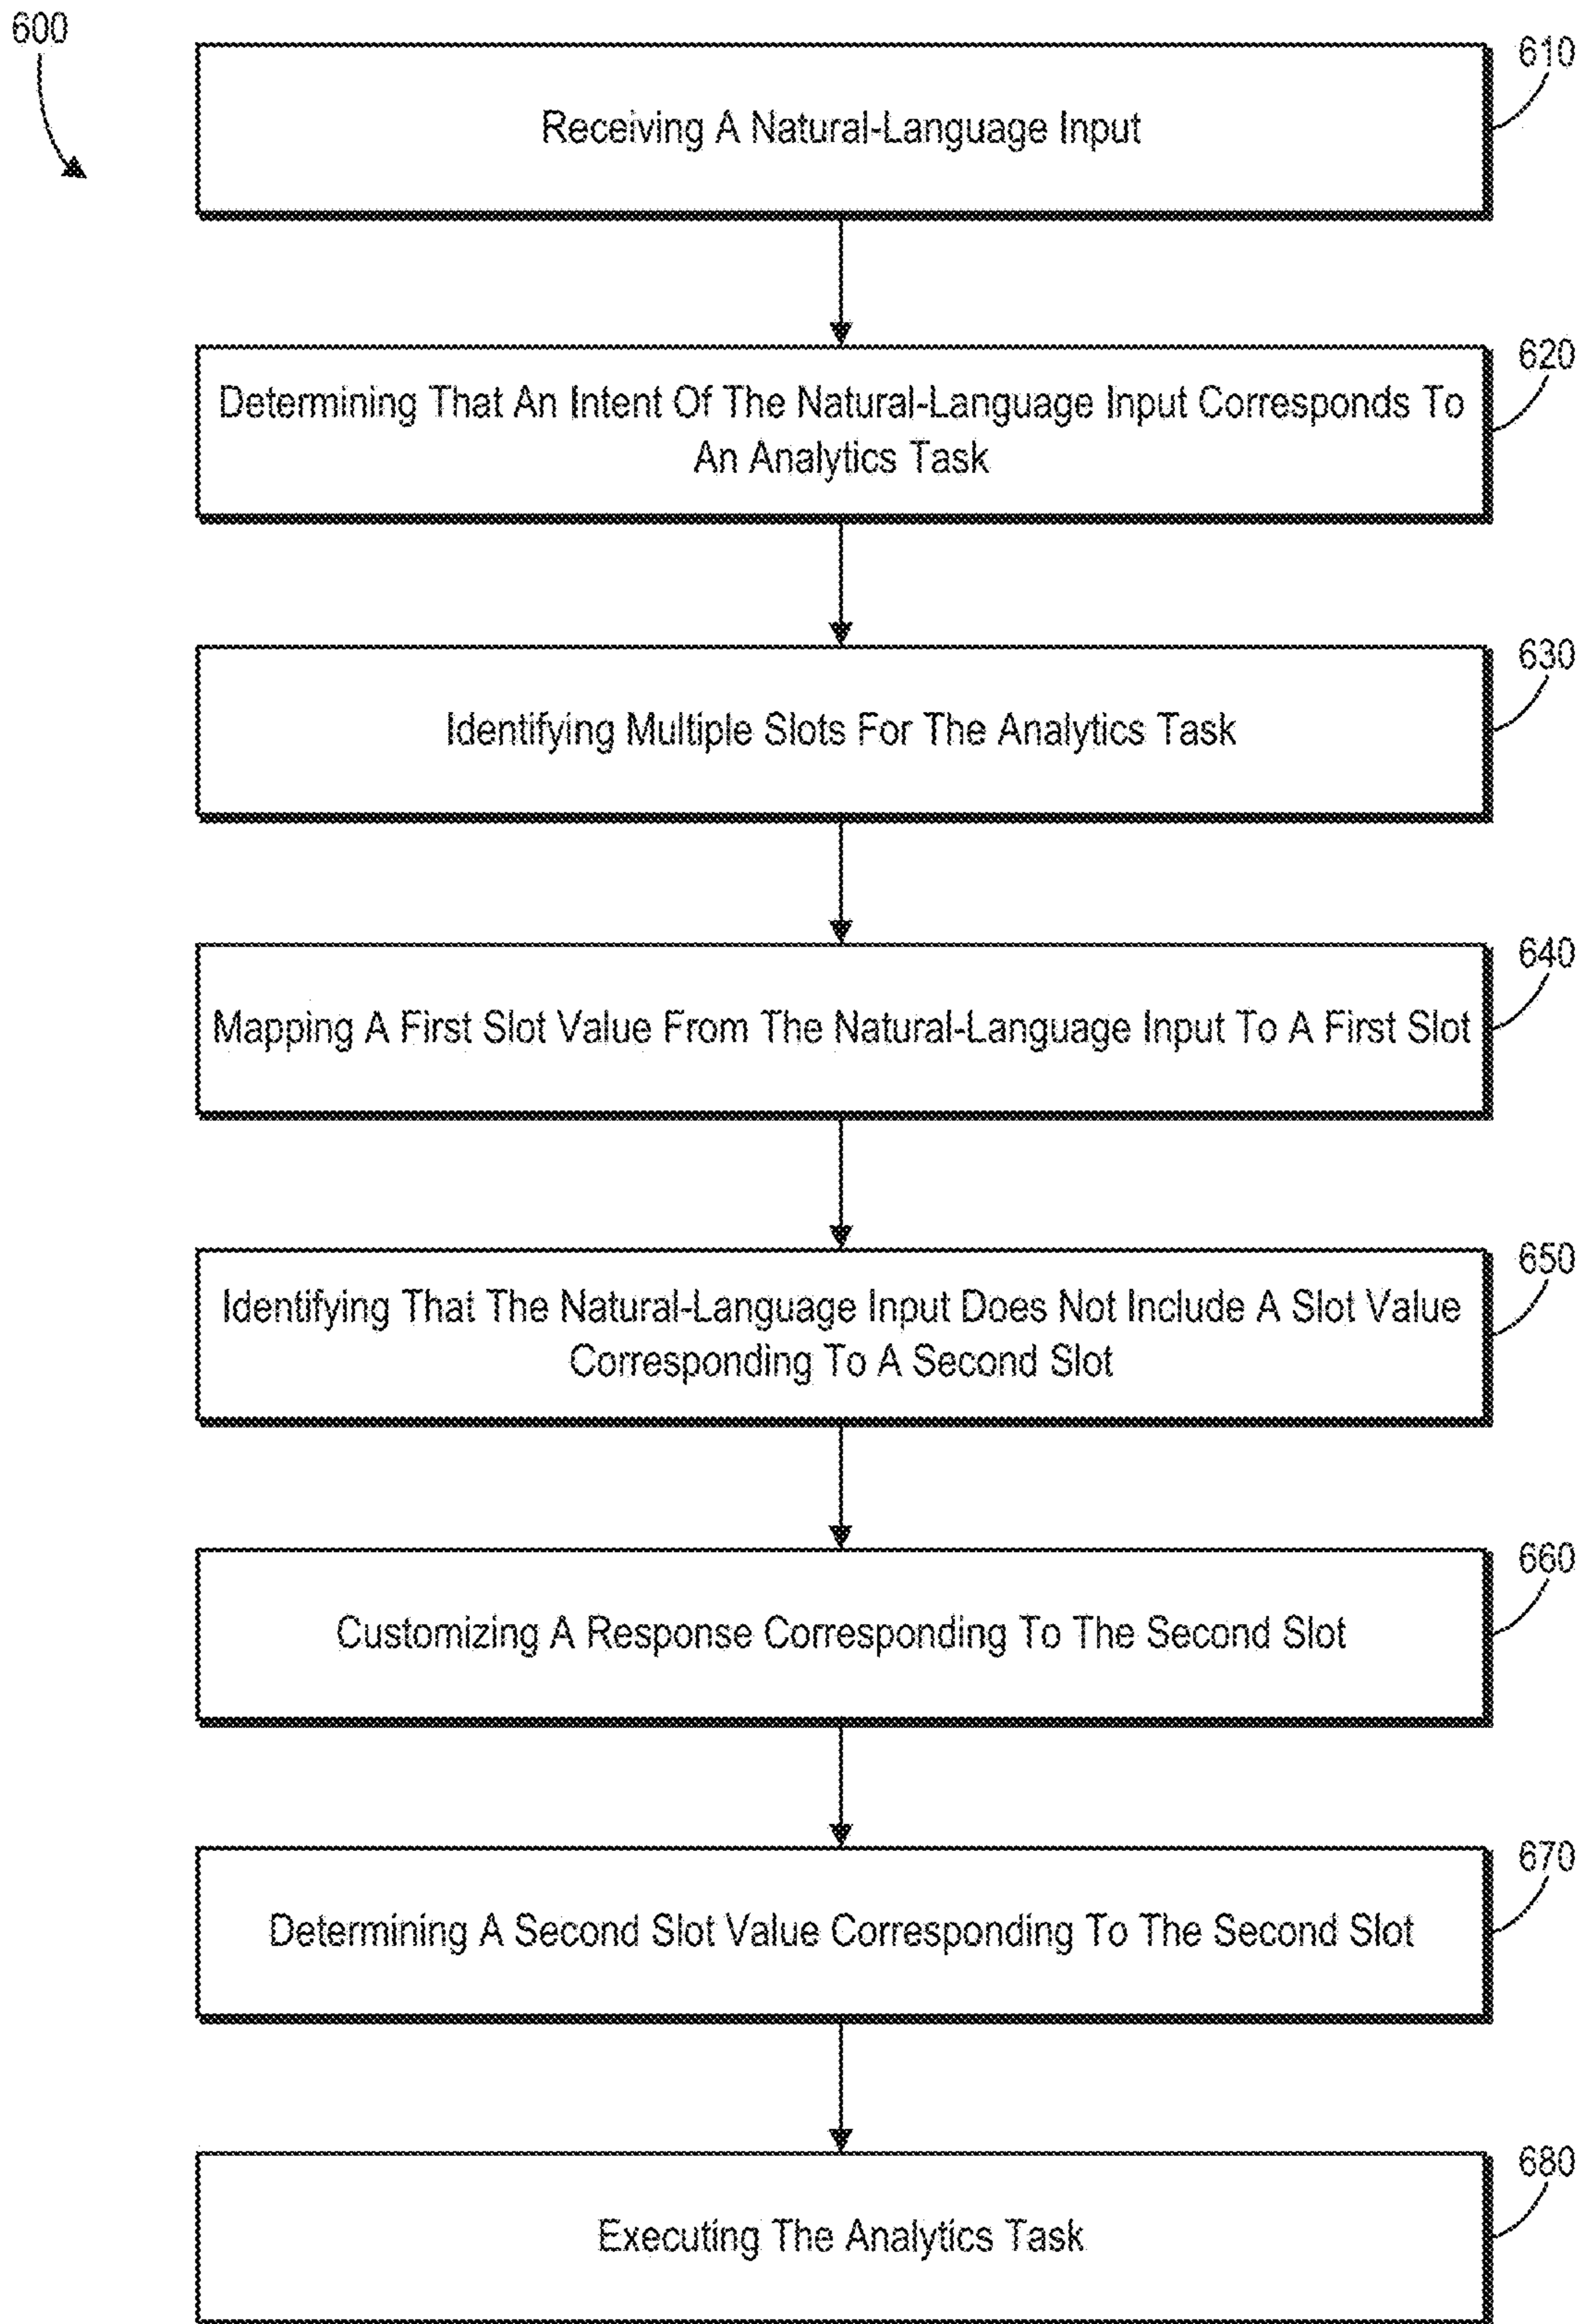 600
610
Receiving A Natural-Language Input
620
Determining That An Intent Of The Natural-Language Input Corresponds To
An Analytics Task
630
Identifying Multiple Slots For The Analytics Task
640
Mapping A First Slot Value From The Natural-Language Input To A First Slot
650
Identifying That The Natural-Language Input Does Not Include A Slot Value
Corresponding To A Second Slot
660
Customizing A Response Corresponding To The Second Slot
670
Determining A Second Slot Value Corresponding To The Second Slot
680
Executing The Analytics Task